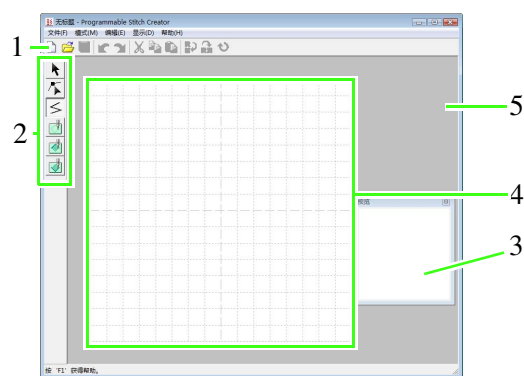 无标题 - Programmable Stitch Creator
文件(F) 模式(M) 编辑(E) 显示(D) 帮助(H)
1
2
5
4
预览
3
按 'F1' 获得帮助。